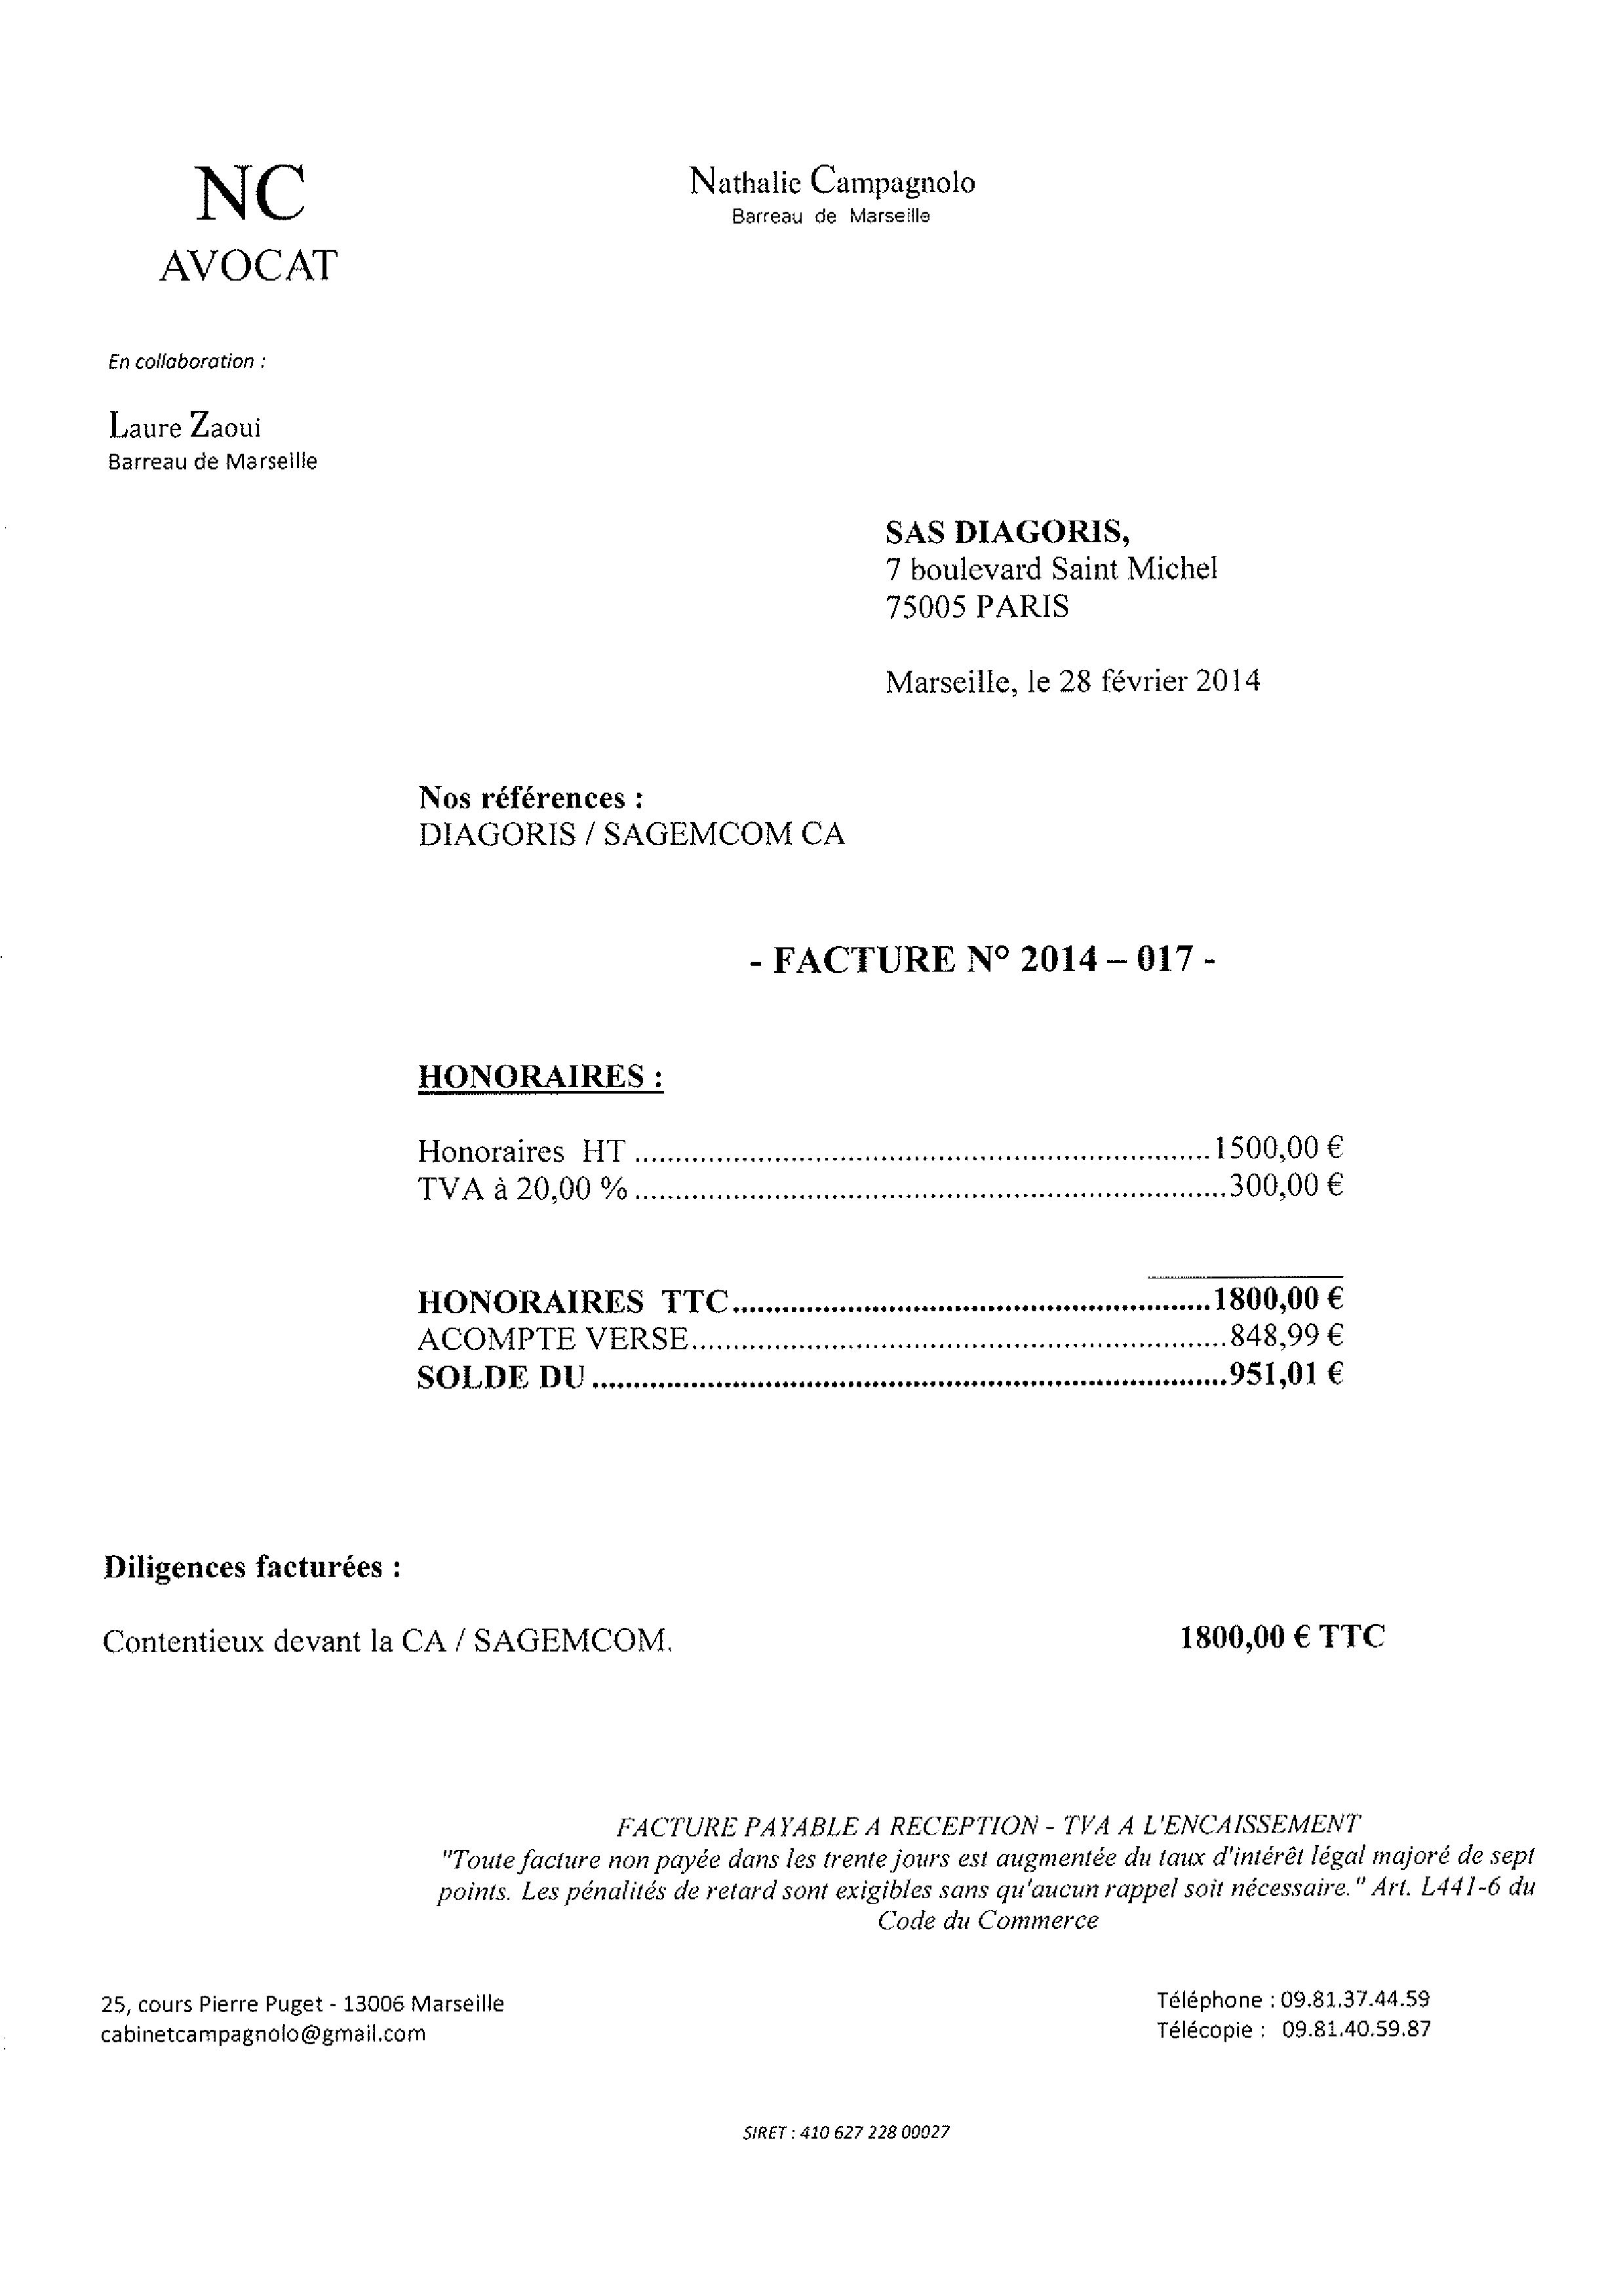 NC
AVOCAT
Nathalie Campagnolo
Barreau de Marseille
En collaboration :
Laure Zaoui
Barreau de Marseille
SAS DIAGORIS,
7 boulevard Saint Michel
75005 PARIS
Marseille, le 28 février 2014
Nos références :
DIAGORIS / SAGEMCOM CA
- FACTURE N° 2014 – 017 -
HONORAIRES :
Honoraires HT ........................................................................1500,00 €
TVA à 20,00 % ..........................................................................300,00 €
HONORAIRES TTC...........................................................1800,00 €
ACOMPTE VERSE..................................................................848,99 €
SOLDE DU ..............................................................................951,01 €
Diligences facturées :
Contentieux devant la CA / SAGEMCOM. 1800,00 € TTC
FACTURE PAYABLE A RECEPTION - TVA A L'ENCAISSEMENT
"Toute facture non payée dans les trente jours est augmentée du taux d'intérêt légal majoré de sept
points. Les pénalités de retard sont exigibles sans qu'aucun rappel soit nécessaire." Art. L441-6 du
Code du Commerce
25, cours Pierre Puget - 13006 Marseille
cabinetcampagnolo@gmail.com
Téléphone : 09.81.37.44.59
Télécopie : 09.81.40.59.87
SIRET : 410 627 228 00027